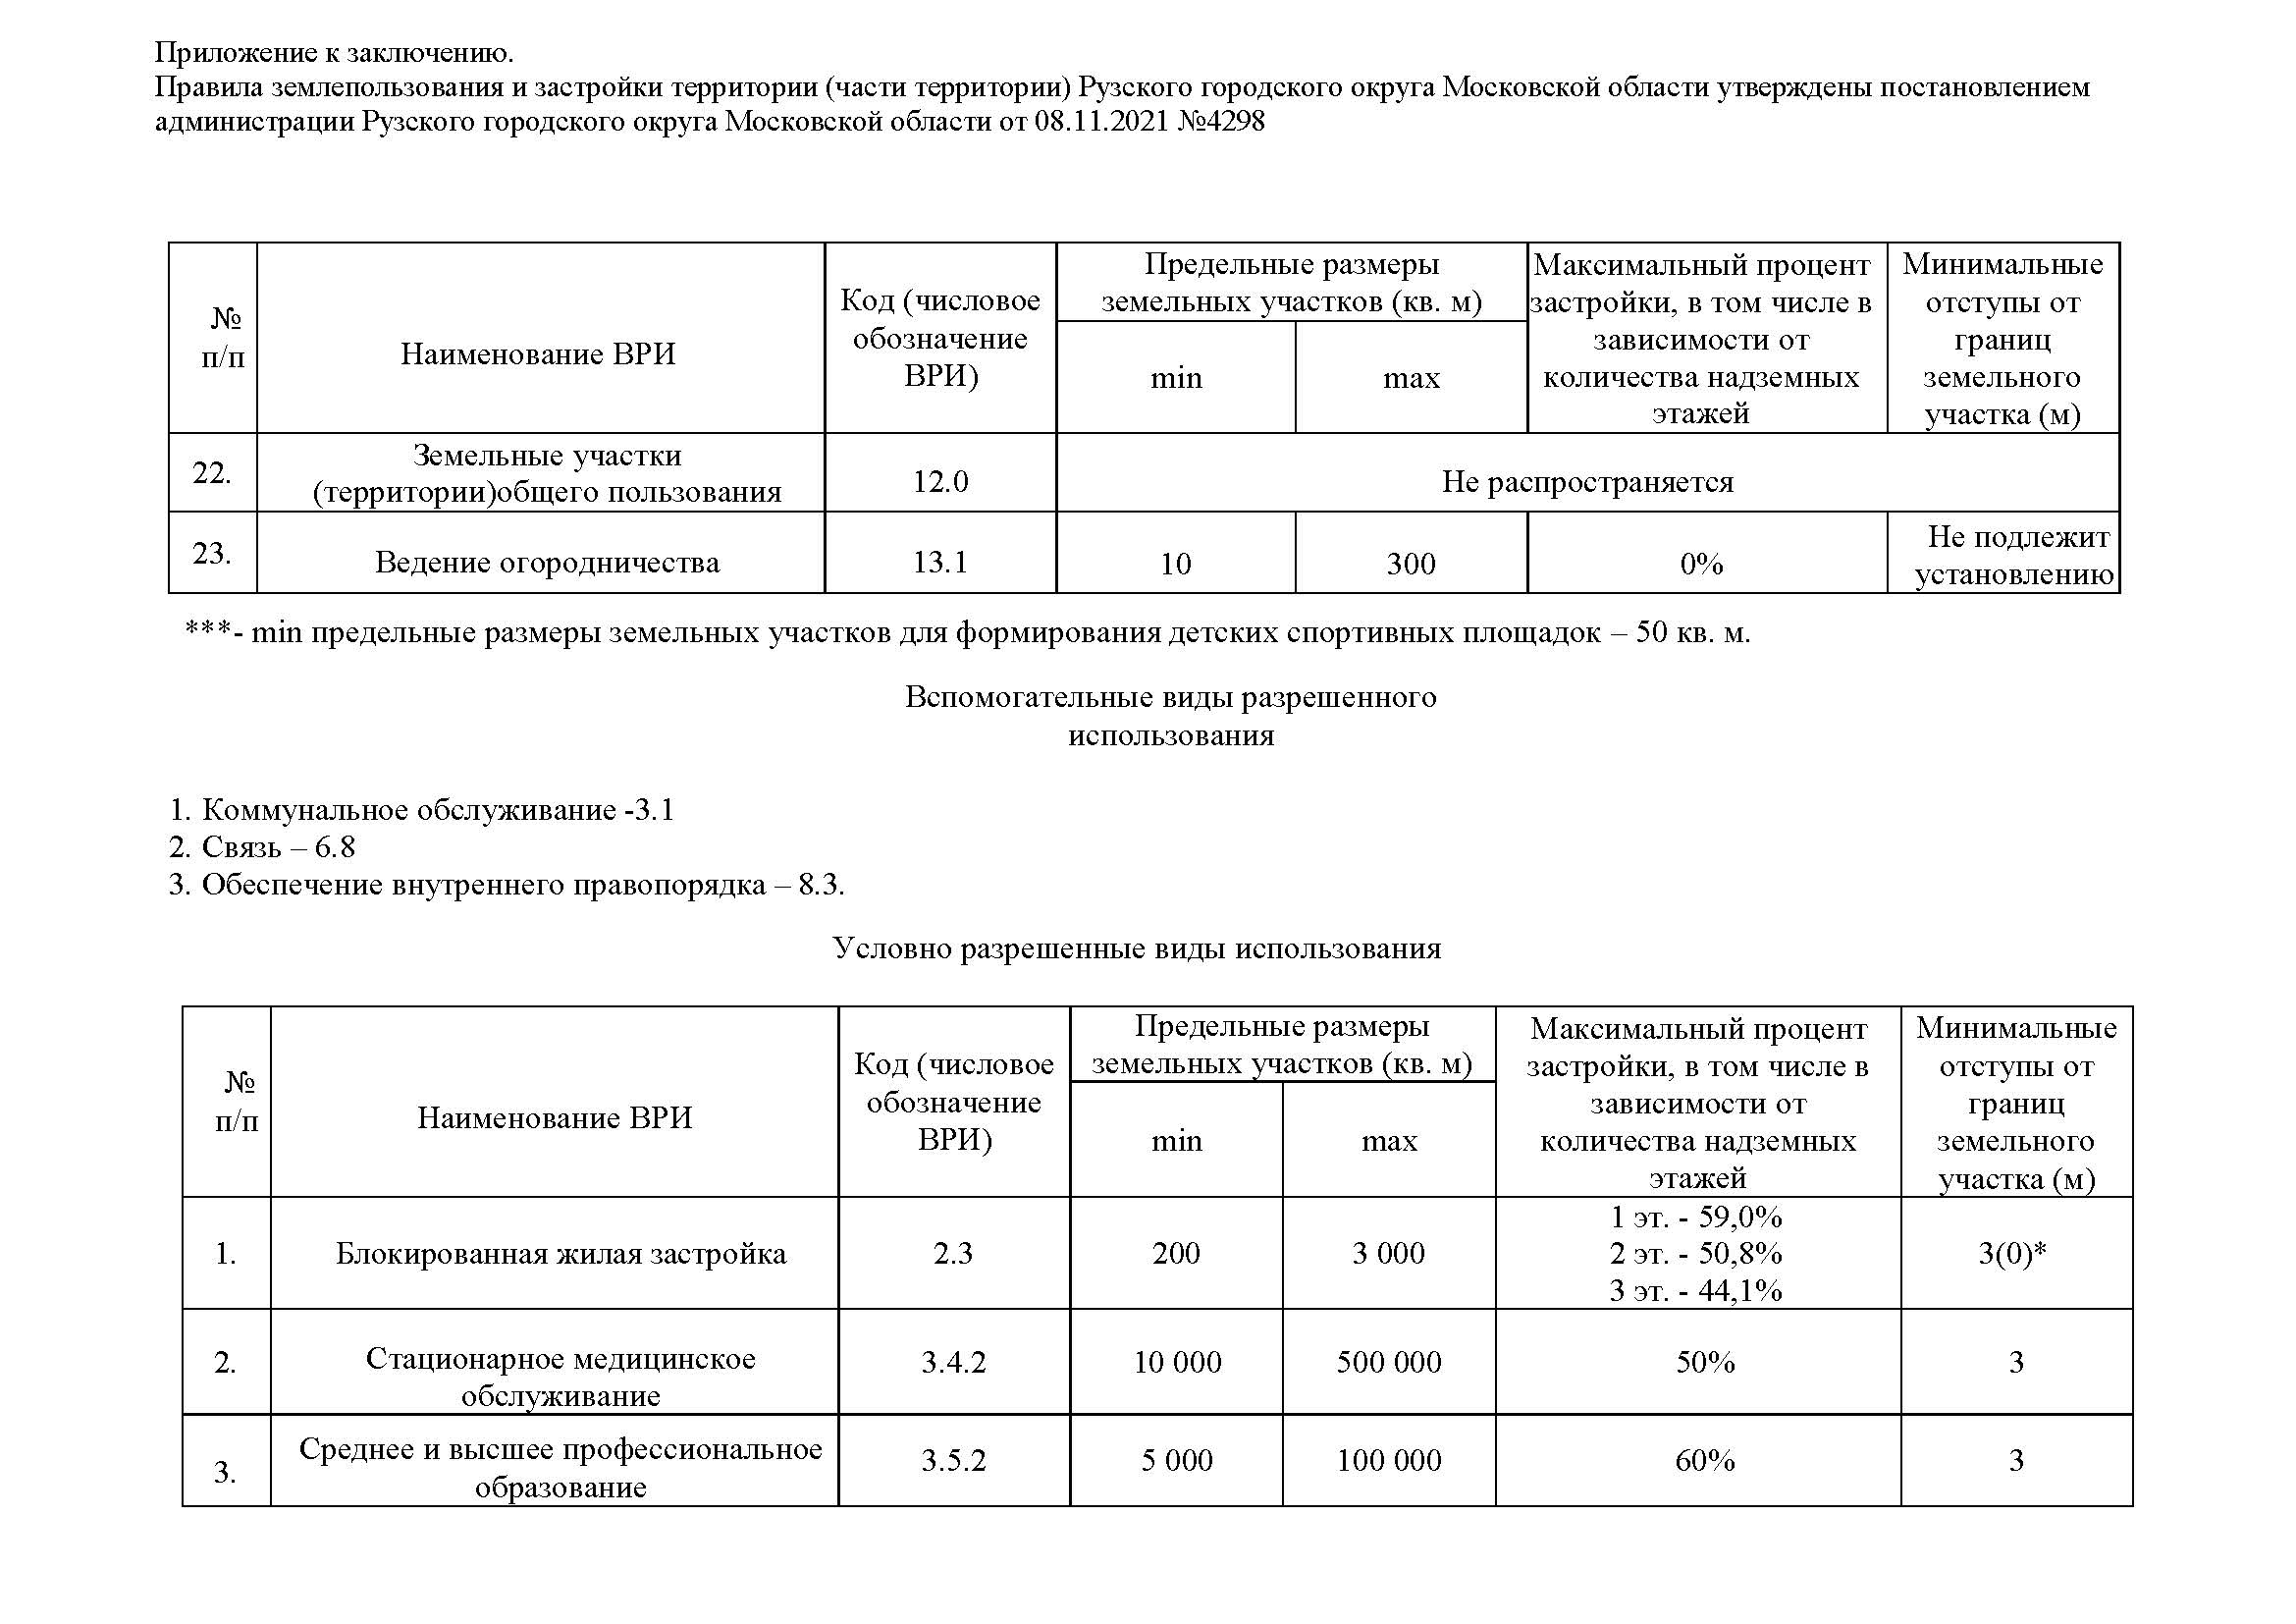 Приложение к заключению.
Правила землепользования и застройки территории (части территории) Рузского городского округа Московской области утверждены постановлением
администрации Рузского городского округа Московской области от 08.11.2021 №4298
№
п/п
Наименование ВРИ
Код (числовое
обозначение
ВРИ)
Предельные размеры
земельных участков (кв. м)
min
max
Максимальный процент
застройки, в том числе в
зависимости от
количества надземных
этажей
Минимальные
отступы от
границ
земельного
участка (м)
22.
Земельные участки
(территории)общего пользования
12.0
Не распространяется
23.
Ведение огородничества
13.1
10
300
0%
Не подлежит
установлению
***- min предельные размеры земельных участков для формирования детских спортивных площадок – 50 кв. м.
Вспомогательные виды разрешенного
использования
1. Коммунальное обслуживание -3.1
2. Связь – 6.8
3. Обеспечение внутреннего правопорядка – 8.3.
Условно разрешенные виды использования
№
п/п
Наименование ВРИ
Код (числовое
обозначение
ВРИ)
Предельные размеры
земельных участков (кв. м)
min
max
Максимальный процент
застройки, в том числе в
зависимости от
количества надземных
этажей
Минимальные
отступы от
границ
земельного
участка (м)
1.
Блокированная жилая застройка
2.3
200
3 000
1 эт. - 59,0%
2 эт. - 50,8%
3 эт. - 44,1%
3(0)*
2.
Стационарное медицинское
обслуживание
3.4.2
10 000
500 000
50%
3
3.
Среднее и высшее профессиональное
образование
3.5.2
5 000
100 000
60%
3